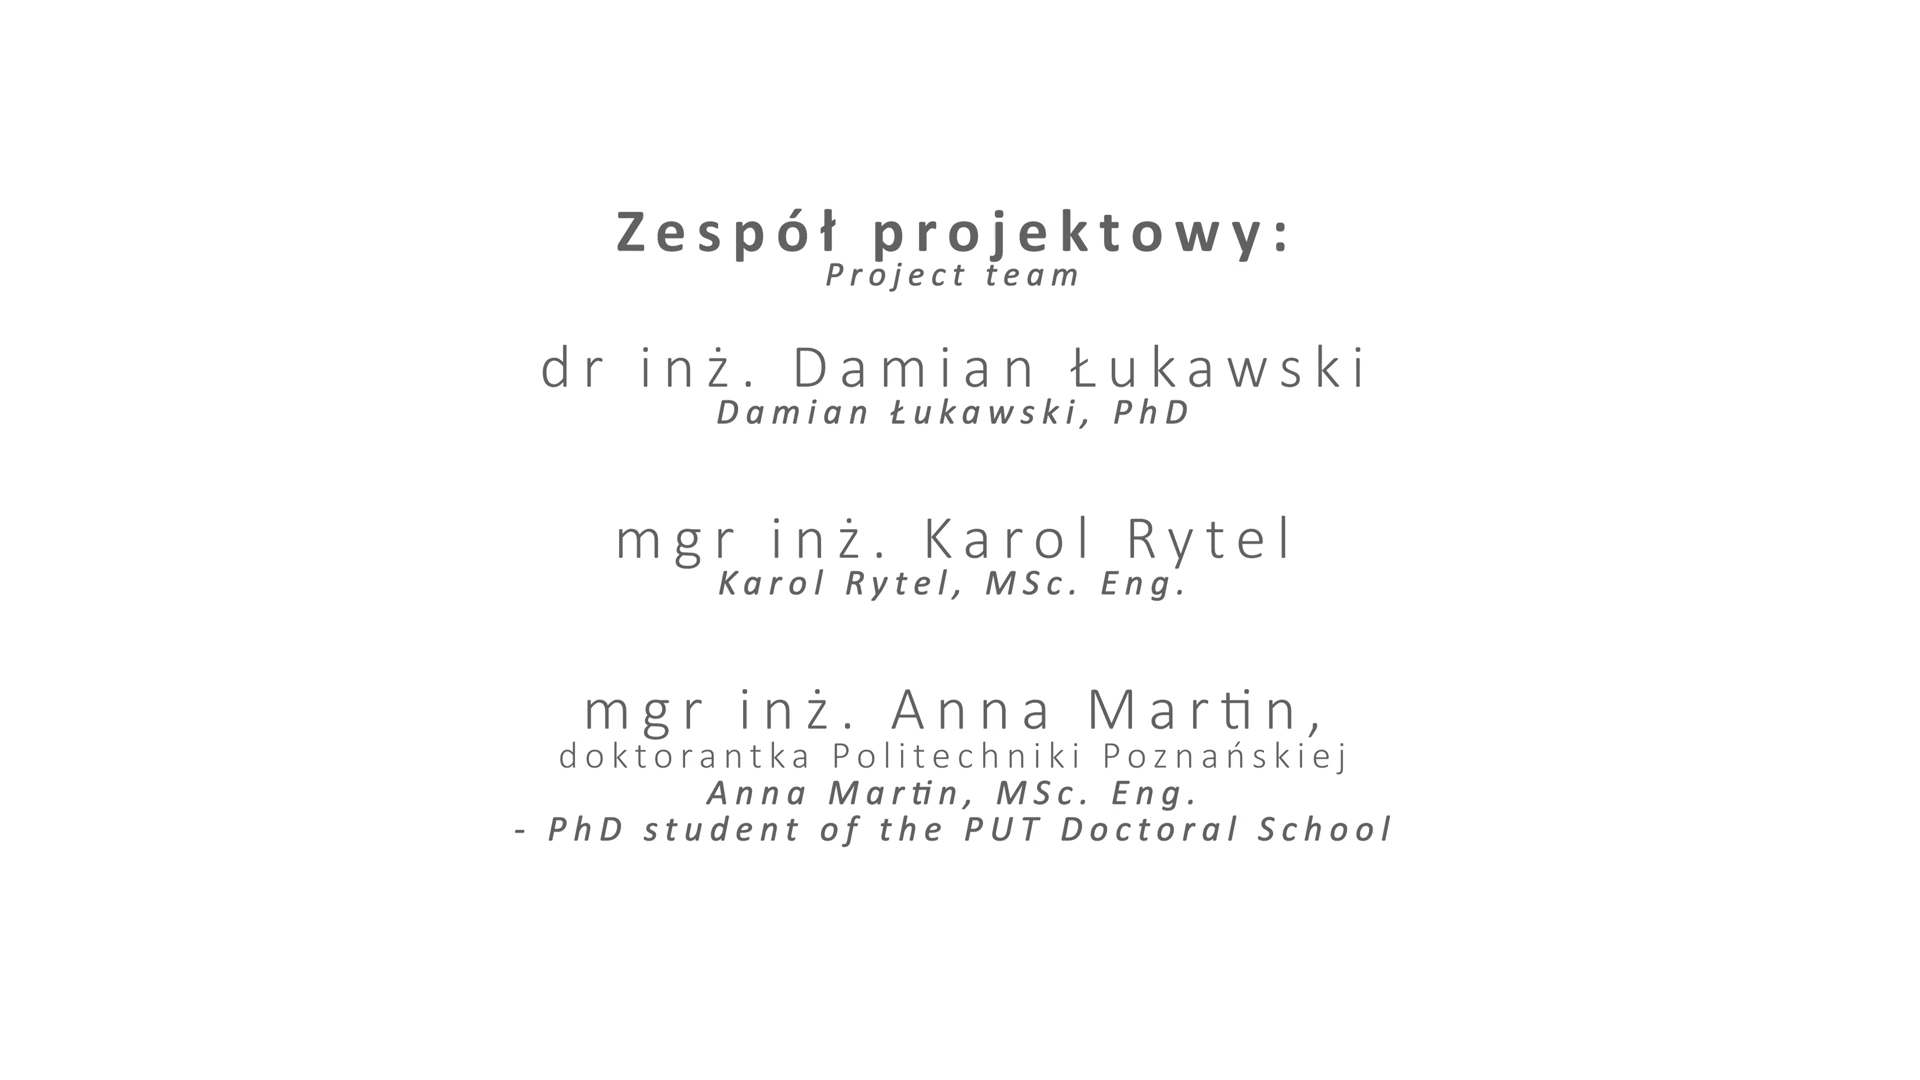 Zespół projektowy:
Project team
dr inż. Damian Łukawski
Damian Łukawski, PhD
mgr inż. Karol Rytel
Karol Rytel, MSc. Eng.
mgr inż. Anna Martin,
doktorantka Politechniki Poznańskiej
Anna Martin, MSc. Eng.
- PhD student of the PUT Doctoral School